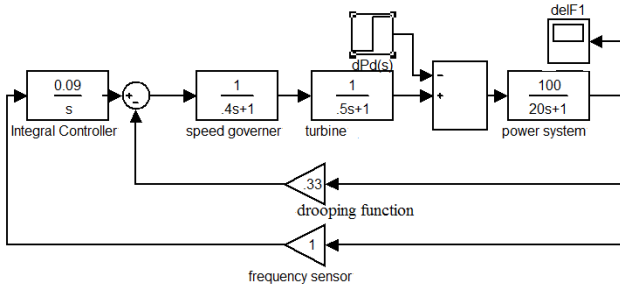 delF1
dPd(s)
0.09
s
Integral Controller
1
.4s+1
speed governer
1
.5s+1
turbine
100
20s+1
power system
.33
drooping function
1
frequency sensor